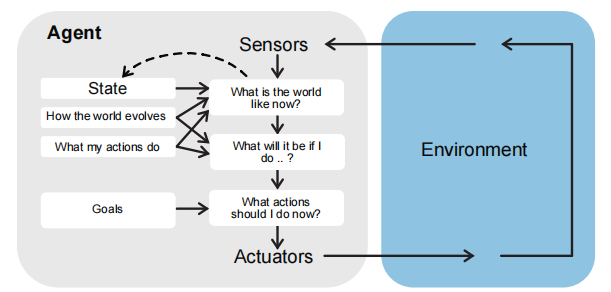 Agent
Sensors
State
What is the world
like now?
How the world evolves
What my actions do
What will it be if I
do .. ?
Environment
Goals
What actions
should I do now?
Actuators